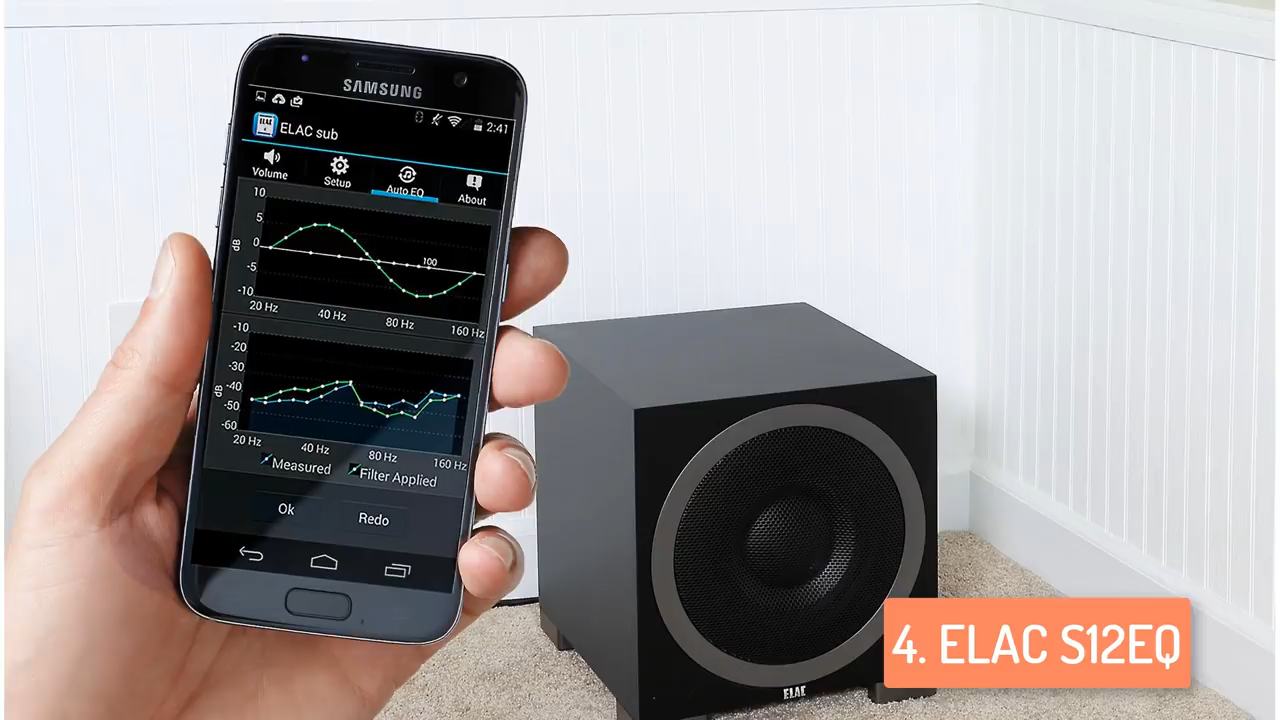 SAMSUNG
2:41
ELAC sub
Volume
Setup
Auto EQ
About
10
5
0
-5
-10
dB
100
20 Hz
40 Hz
80 Hz
160 Hz
-10
-20
-30
-40
-50
-60
dB
20 Hz
40 Hz
80 Hz
160 Hz
Measured
Filter Applied
Ok
Redo
ELAC
4. ELAC S12EQ